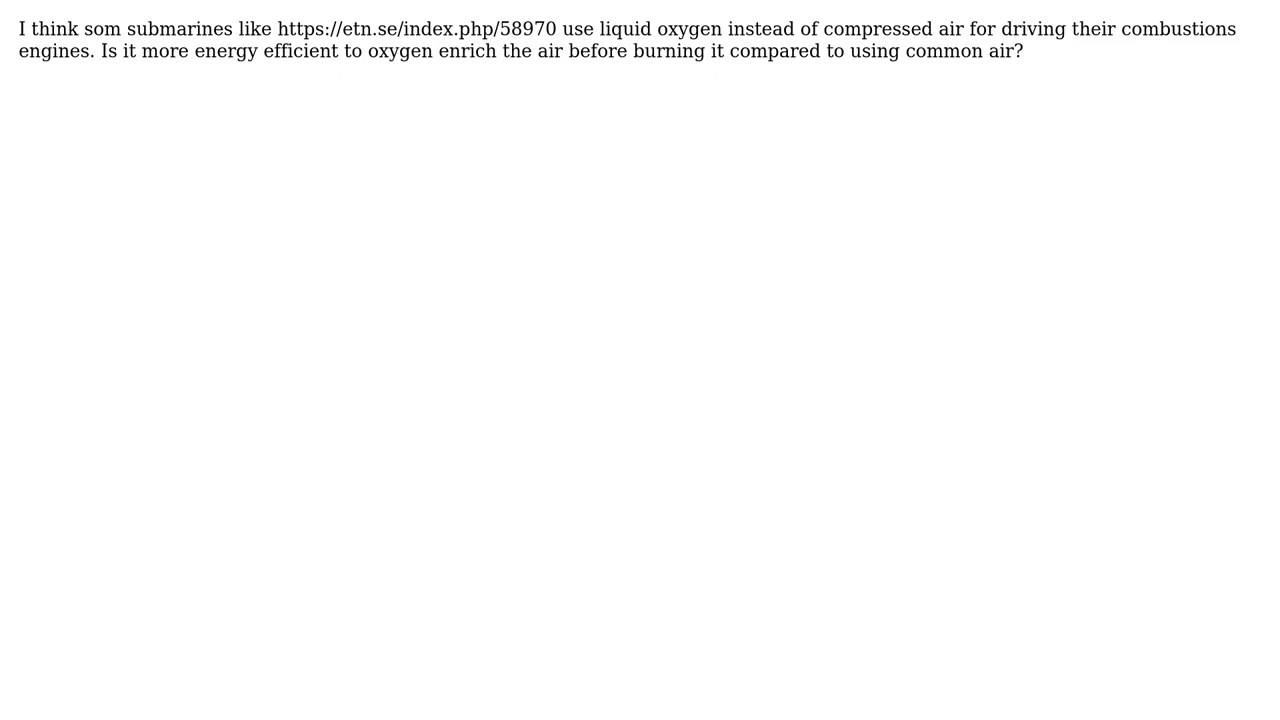 I think som submarines like https://etn.se/index.php/58970 use liquid oxygen instead of compressed air for driving their combustions
engines. Is it more energy efficient to oxygen enrich the air before burning it compared to using common air?